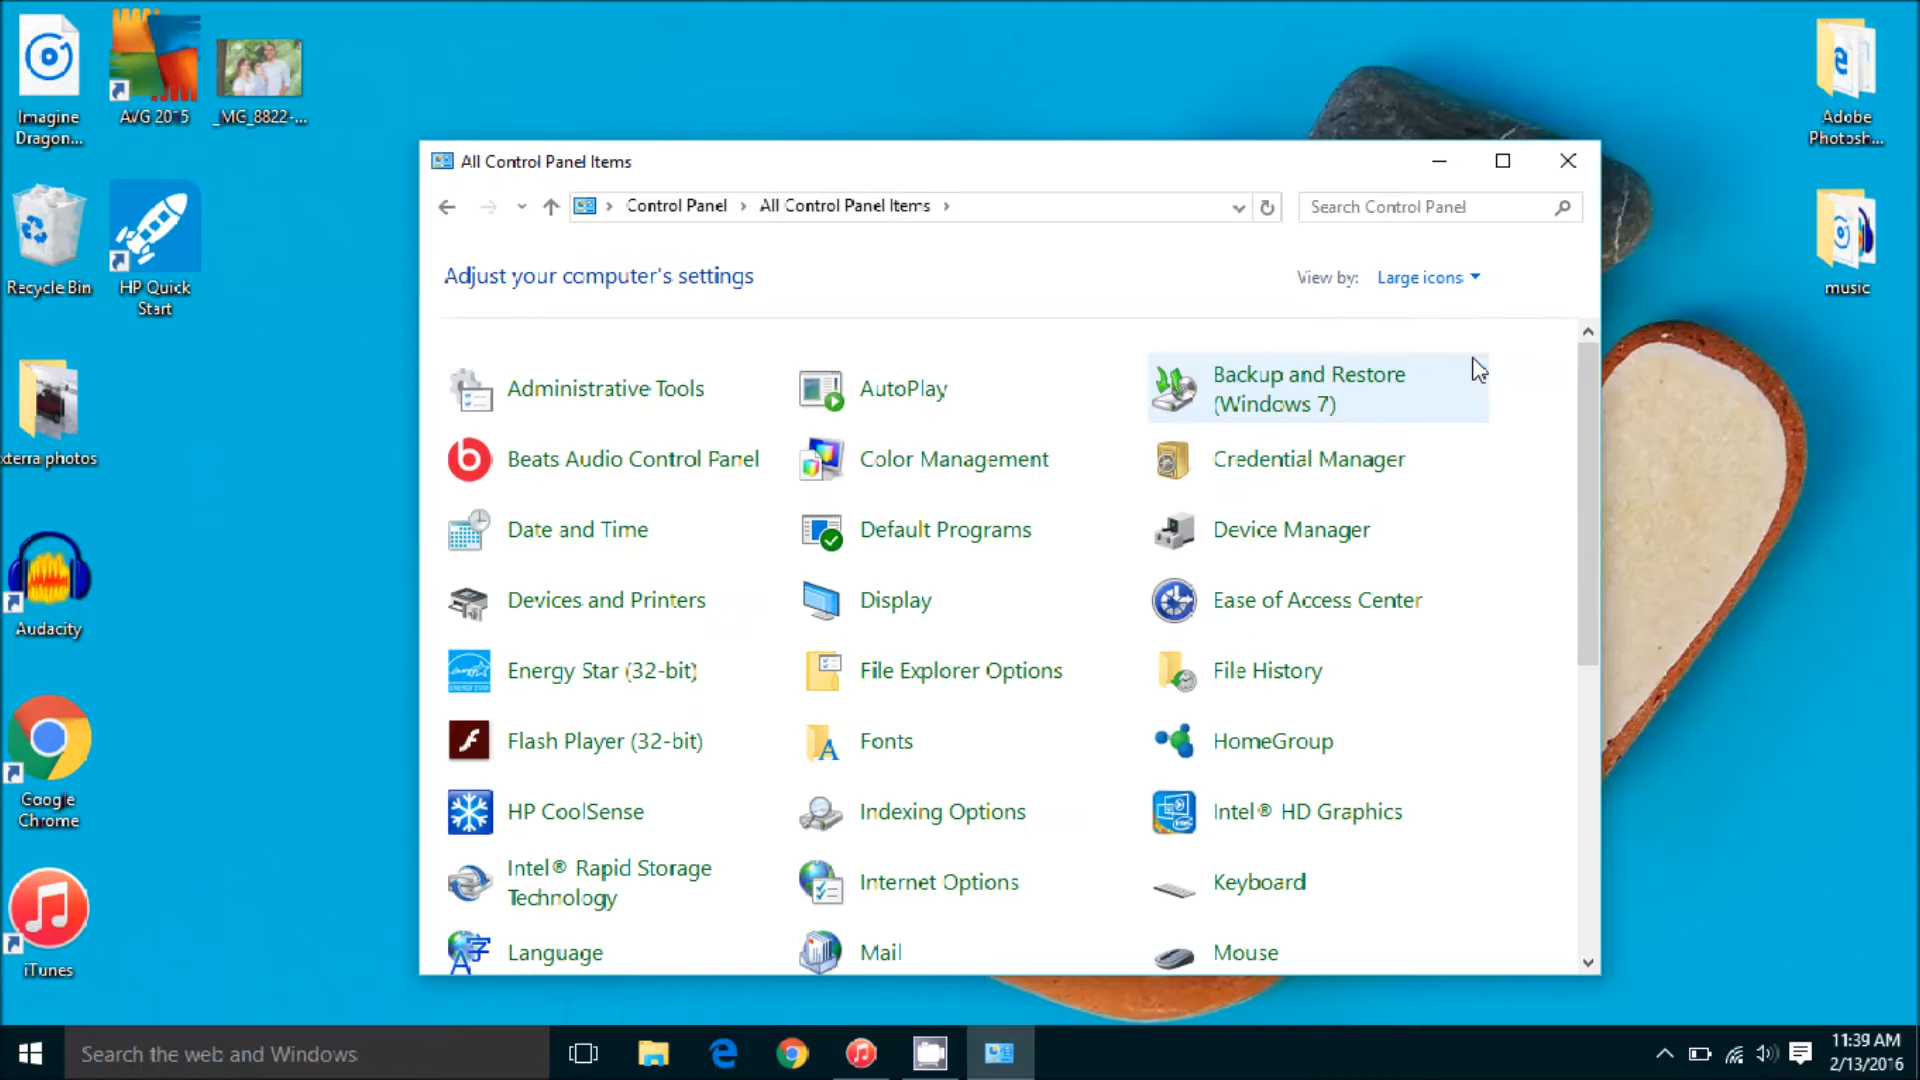 Imagine
Dragon...
AVG 2015
_MG_8822-...
Recycle Bin
HP Quick
Start
xterra photos
Audacity
Google
Chrome
iTunes
Adobe
Photosh...
music
All Control Panel Items
Control Panel
All Control Panel Items
Search Control Panel
Adjust your computer's settings
View by: Large icons
Administrative Tools
AutoPlay
Backup and Restore
(Windows 7)
Beats Audio Control Panel
Color Management
Credential Manager
Date and Time
Default Programs
Device Manager
Devices and Printers
Display
Ease of Access Center
Energy Star (32-bit)
File Explorer Options
File History
Flash Player (32-bit)
Fonts
HomeGroup
HP CoolSense
Indexing Options
Intel® HD Graphics
Intel® Rapid Storage
Technology
Internet Options
Keyboard
Language
Mail
Mouse
Search the web and Windows
11:39 AM
2/13/2016